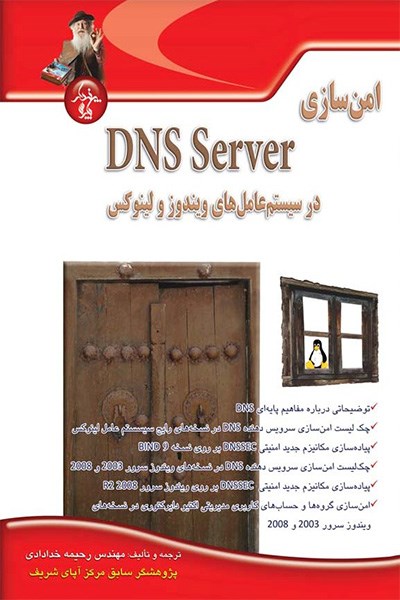 امن‌سازی
DNS Server
در سیستم‌عامل‌های ویندوز و لینوکس
توضیحاتی درباره مفاهیم پایه‌ای DNS
چک لیست امن‌سازی سرویس دهنده DNS در نسخه‌های رایج سیستم عامل لینوکس
پیاده‌سازی مکانیزم جدید امنیتی DNSSEC بر روی نسخه BIND 9
چک‌لیست امن‌سازی سرویس دهنده DNS در نسخه‌های ویندوز سرور 2003 و 2008
پیاده‌سازی مکانیزم جدید امنیتی DNSSEC بر روی ویندوز سرور 2008 R2
امن‌سازی گروه‌ها و حساب‌های کاربری مدیریتی اکتیو دایرکتوری در نسخه‌های
ویندوز سرور 2003 و 2008
ترجمه و تألیف: مهندس رحیمه خدادادی
پژوهشگر سابق مرکز آپای شریف